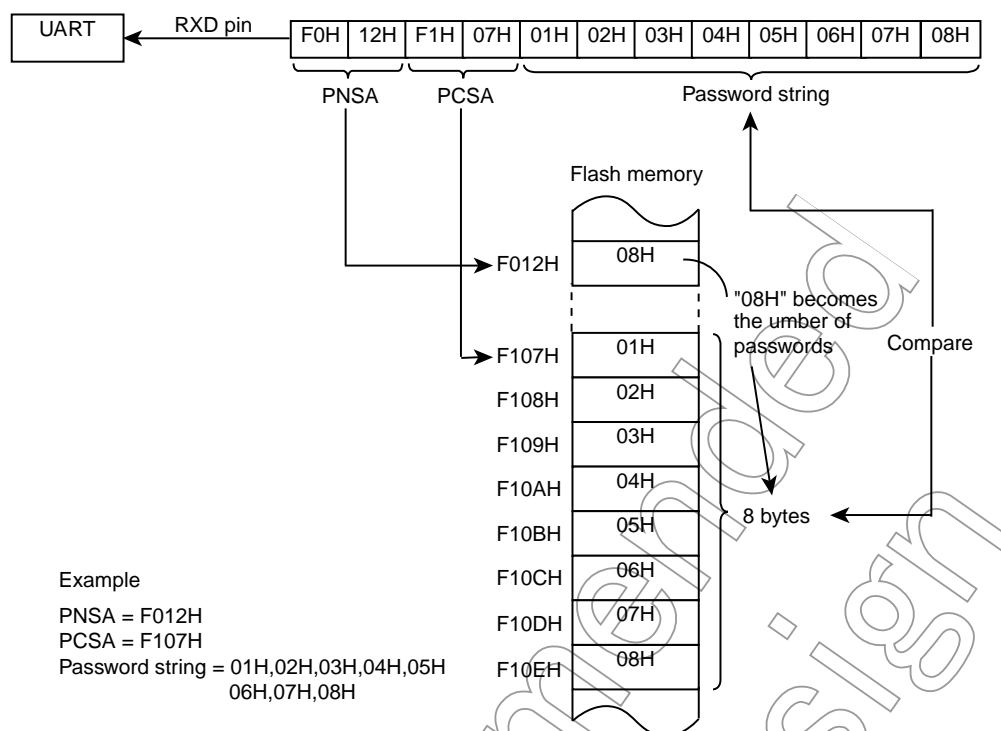 UART
RXD pin
F0H 12H F1H 07H 01H 02H 03H 04H 05H 06H 07H 08H
PNSA
PCSA
Password string
Flash memory
F012H
08H
"08H" becomes
the umber of
passwords
Compare
F107H
01H
F108H
02H
F109H
03H
F10AH
04H
F10BH
05H
8 bytes
F10CH
06H
F10DH
07H
F10EH
08H
Example
PNSA = F012H
PCSA = F107H
Password string = 01H,02H,03H,04H,05H
06H,07H,08H
mended
sign